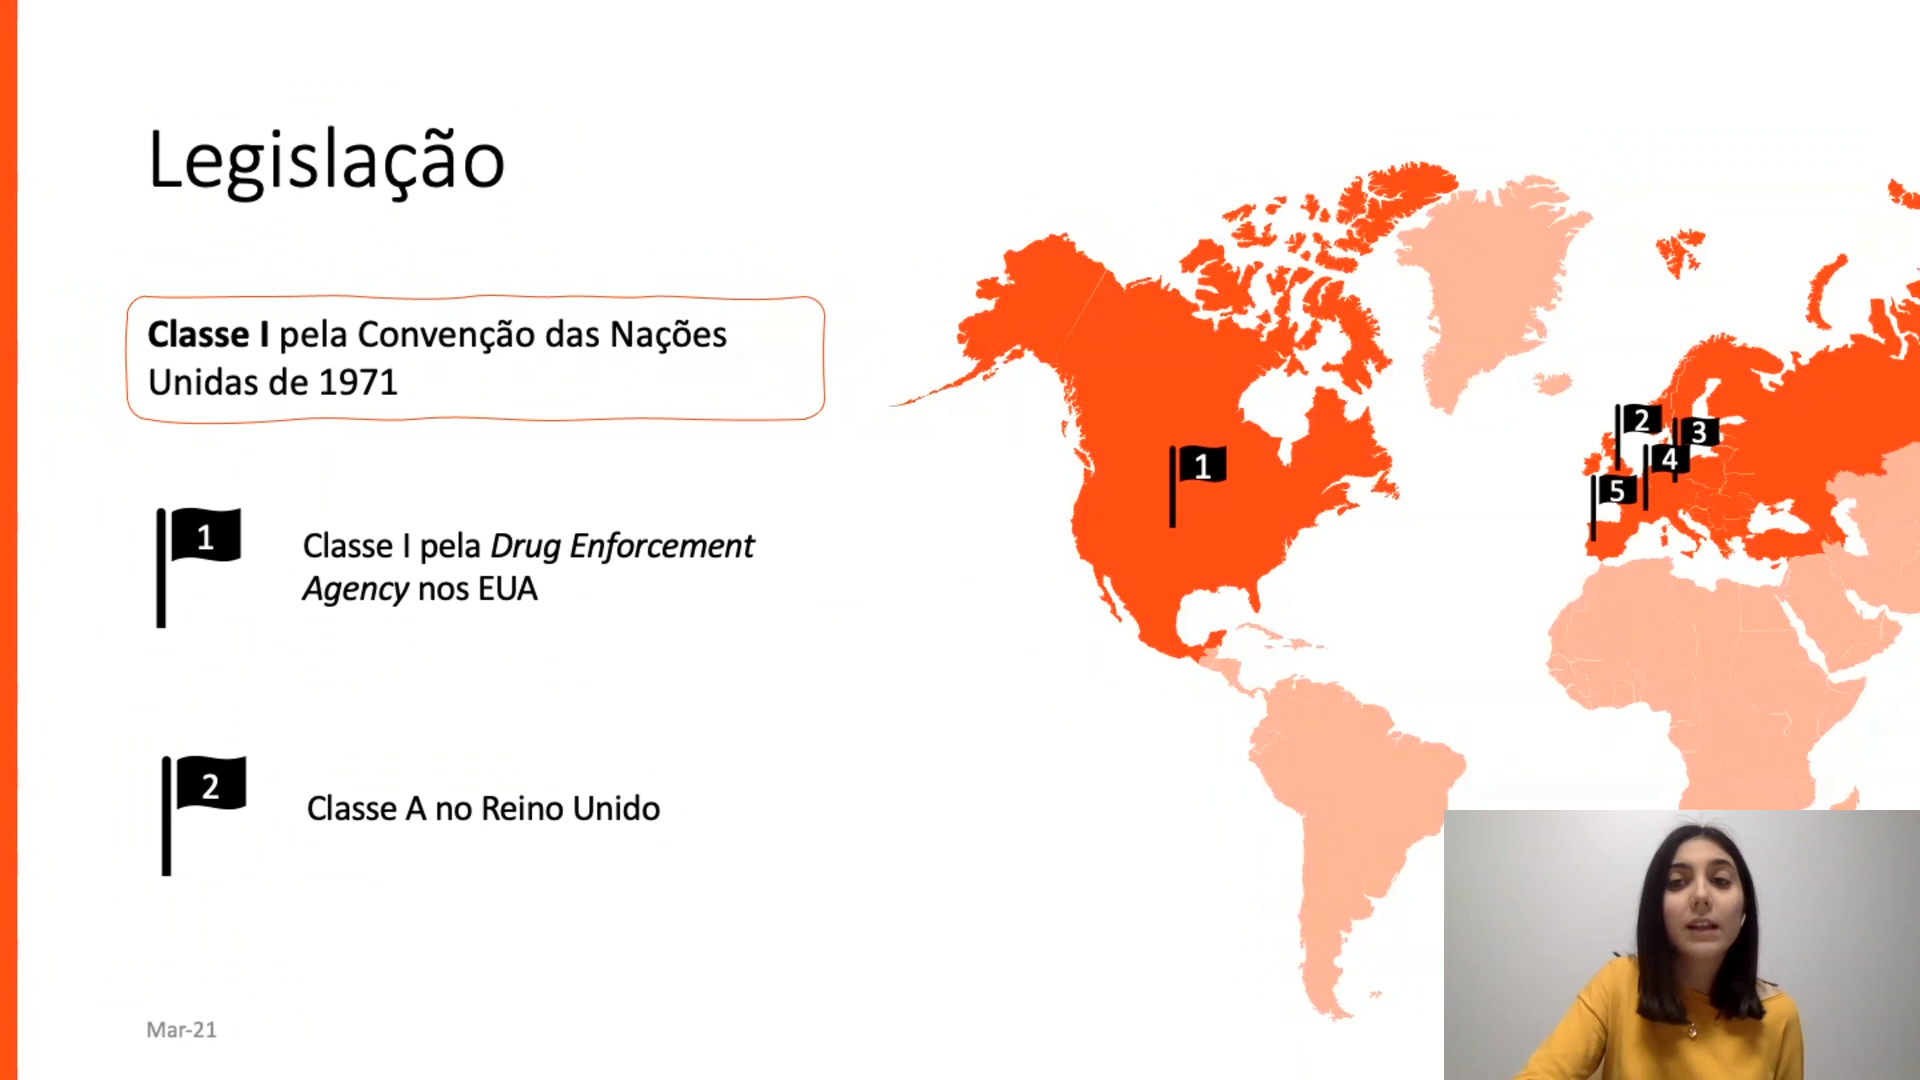 Legislação
Classe I pela Convenção das Nações
Unidas de 1971
1
Classe I pela Drug Enforcement
Agency nos EUA
2
Classe A no Reino Unido
Mar-21
1
2
3
4
5